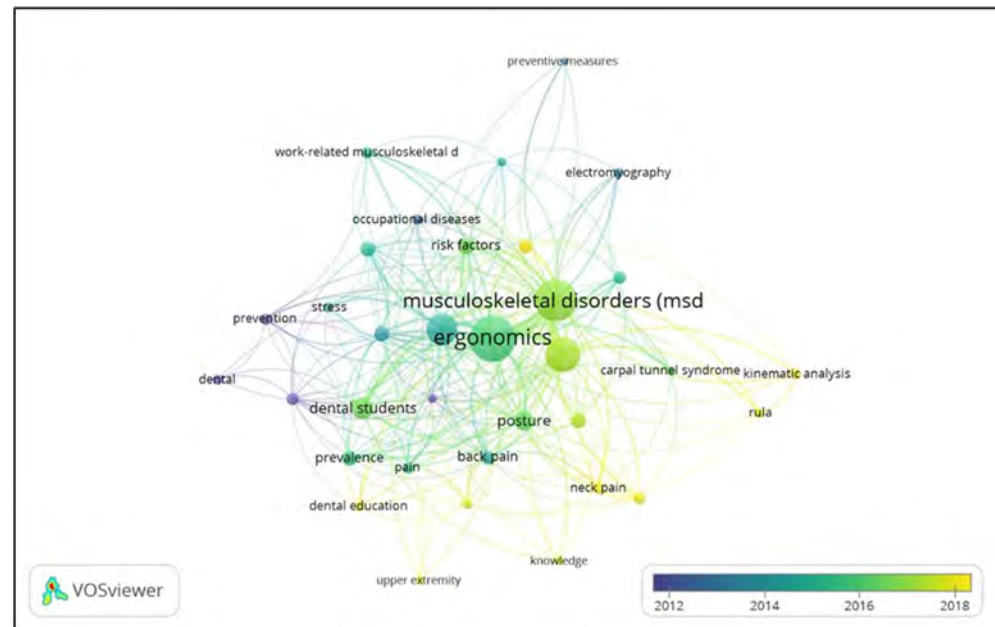 preventive measures
work-related musculoskeletal d
electromyography
occupational diseases
risk factors
musculoskeletal disorders (msd
stress
prevention
ergonomics
carpal tunnel syndrome
kinematic analysis
dental
dental students
rula
posture
prevalence
pain
back pain
neck pain
dental education
knowledge
upper extremity
VOSviewer
2012 2014 2016 2018